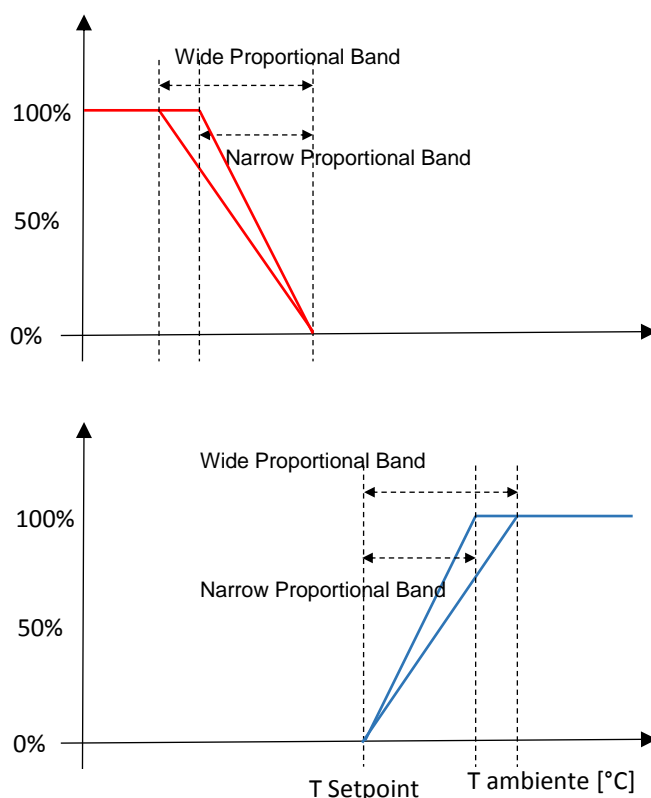 Wide Proportional Band
100%
Narrow Proportional Band
50%
0%
Wide Proportional Band
100%
Narrow Proportional Band
50%
0%
T Setpoint
T ambiente [°C]